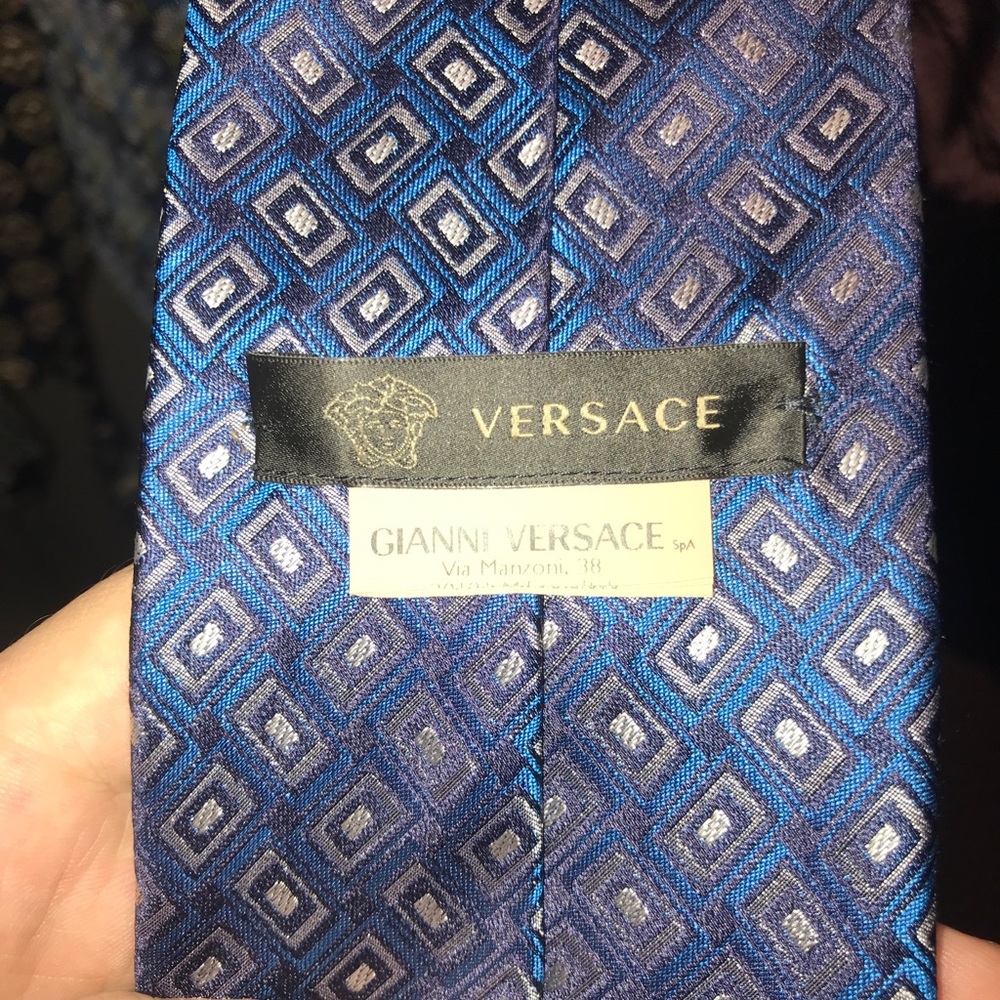 VERSACE
GIANNI VERSACE SpA
Via Manzoni, 38